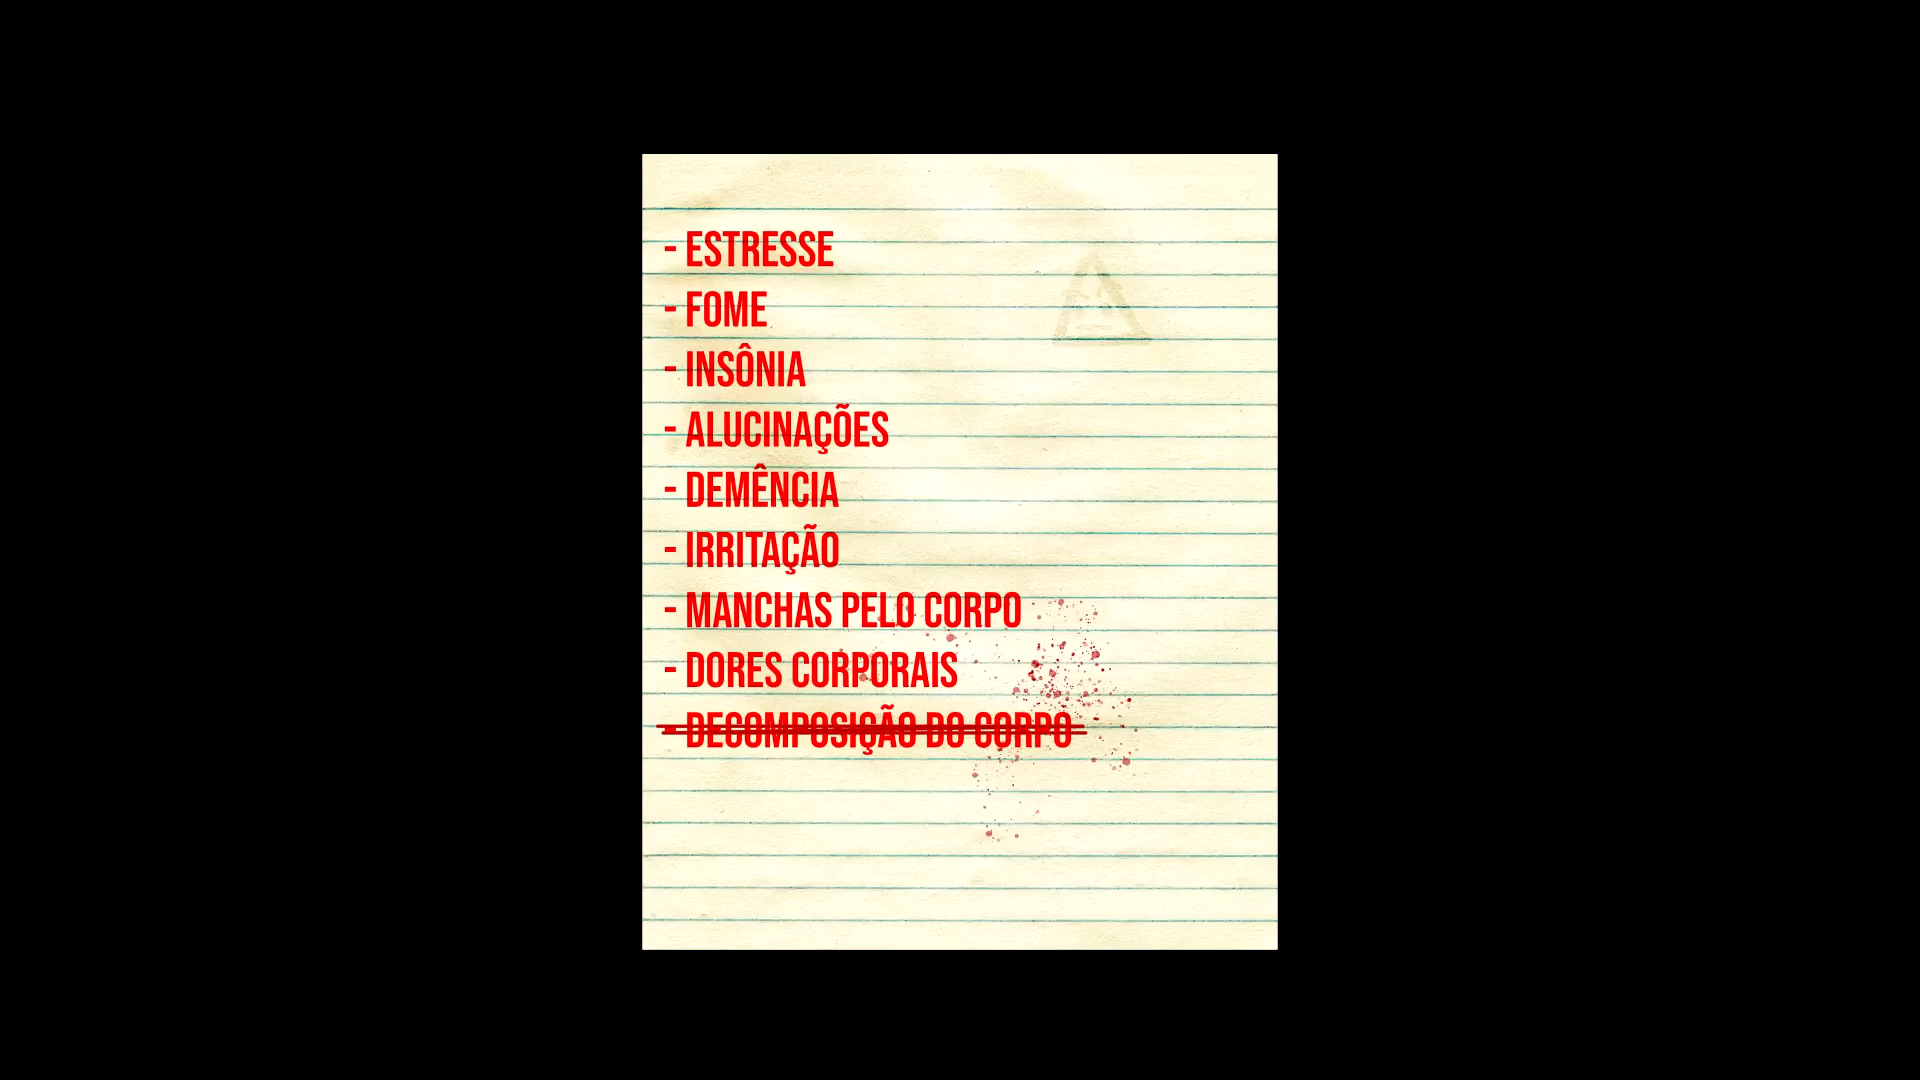 - ESTRESSE
- FOME
- INSÔNIA
- ALUCINAÇÕES
- DEMÊNCIA
- IRRITAÇÃO
- MANCHAS PELO CORPO
- DORES CORPORAIS
- DECOMPOSIÇÃO DO CORPO